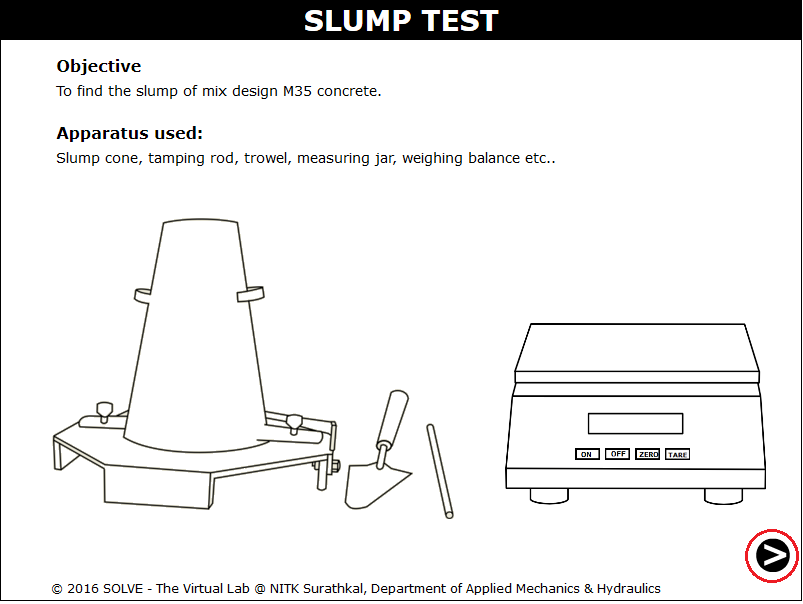 SLUMP TEST
Objective
To find the slump of mix design M35 concrete.
Apparatus used:
Slump cone, tamping rod, trowel, measuring jar, weighing balance etc..
ON OFF ZERO TARE
© 2016 SOLVE - The Virtual Lab @ NITK Surathkal, Department of Applied Mechanics & Hydraulics